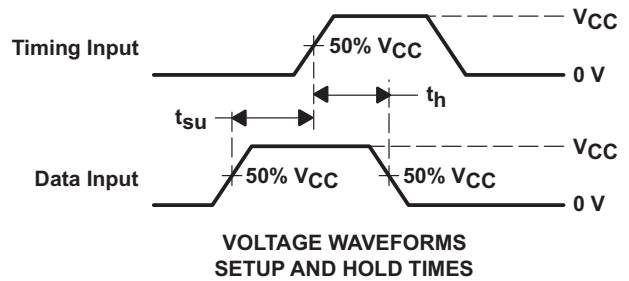 VCC
Timing Input
50% VCC
0 V
th
tsu
VCC
Data Input
50% VCC
50% VCC
0 V
VOLTAGE WAVEFORMS
SETUP AND HOLD TIMES